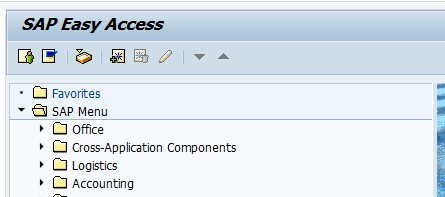 SAP Easy Access
Favorites
SAP Menu
Office
Cross-Application Components
Logistics
Accounting